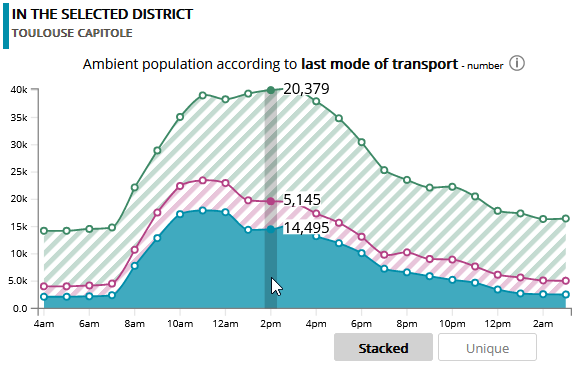 IN THE SELECTED DISTRICT
TOULOUSE CAPITOLE
Ambient population according to last mode of transport - number ⓘ
40k
35k
30k
25k
20k
15k
10k
5.0k
0.0
20,379
5,145
14,495
4am 6am 8am 10am 12am 2pm 4pm 6pm 8pm 10pm 12pm 2am
Stacked Unique